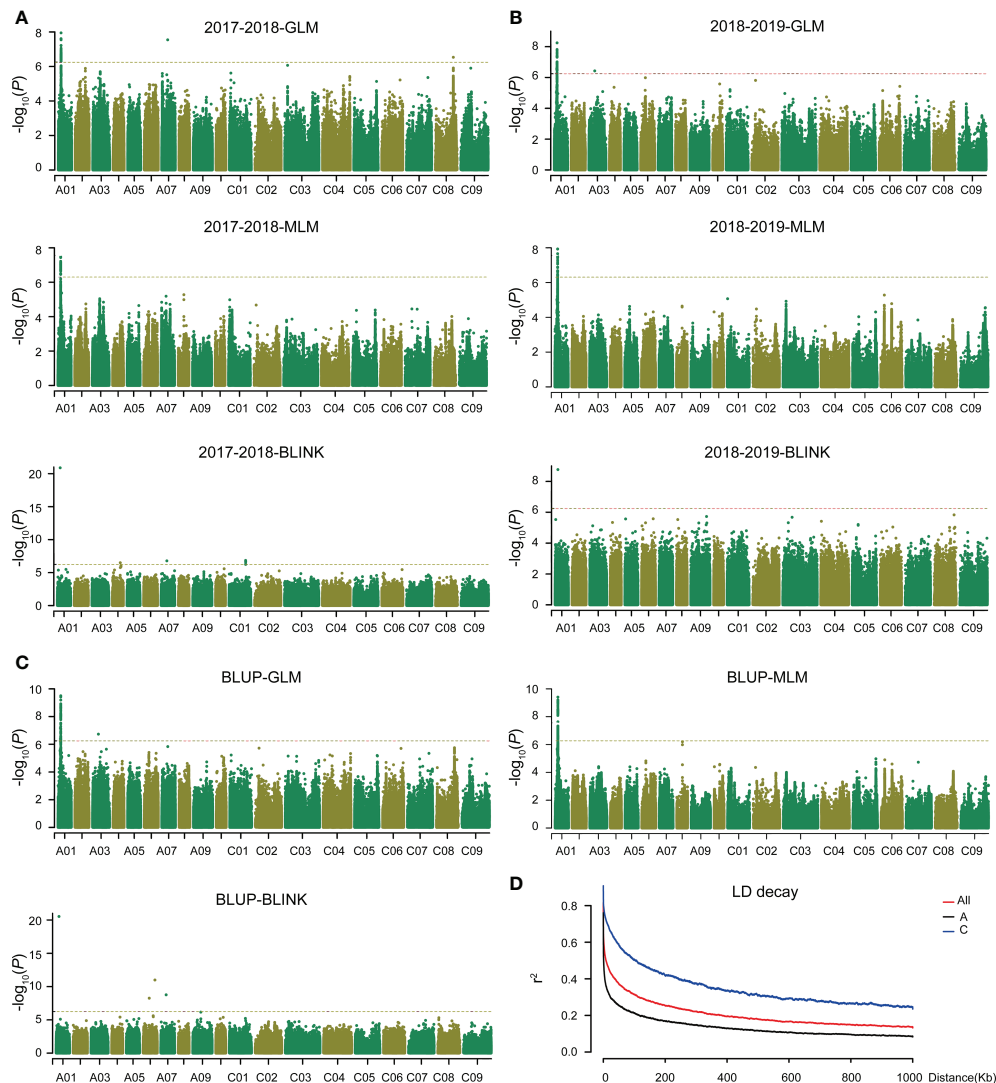 A
2017-2018-GLM
-log10(P)
8
6
4
2
0
A01 A03 A05 A07 A09 C01 C02 C03 C04 C05 C06 C07 C08 C09
B
2018-2019-GLM
-log10(P)
8
6
4
2
0
A01 A03 A05 A07 A09 C01 C02 C03 C04 C05 C06 C07 C08 C09
2017-2018-MLM
-log10(P)
8
6
4
2
0
A01 A03 A05 A07 A09 C01 C02 C03 C04 C05 C06 C07 C08 C09
2018-2019-MLM
-log10(P)
8
6
4
2
0
A01 A03 A05 A07 A09 C01 C02 C03 C04 C05 C06 C07 C08 C09
2017-2018-BLINK
-log10(P)
20
15
10
5
0
A01 A03 A05 A07 A09 C01 C02 C03 C04 C05 C06 C07 C08 C09
2018-2019-BLINK
-log10(P)
8
6
4
2
0
A01 A03 A05 A07 A09 C01 C02 C03 C04 C05 C06 C07 C08 C09
C
BLUP-GLM
-log10(P)
10
8
6
4
2
0
A01 A03 A05 A07 A09 C01 C02 C03 C04 C05 C06 C07 C08 C09
BLUP-MLM
-log10(P)
10
8
6
4
2
0
A01 A03 A05 A07 A09 C01 C02 C03 C04 C05 C06 C07 C08 C09
BLUP-BLINK
-log10(P)
20
15
10
5
0
A01 A03 A05 A07 A09 C01 C02 C03 C04 C05 C06 C07 C08 C09
D
LD decay
All
A
C
r2
0.8
0.6
0.4
0.2
0.0
0 200 400 600 800 1000 Distance(Kb)